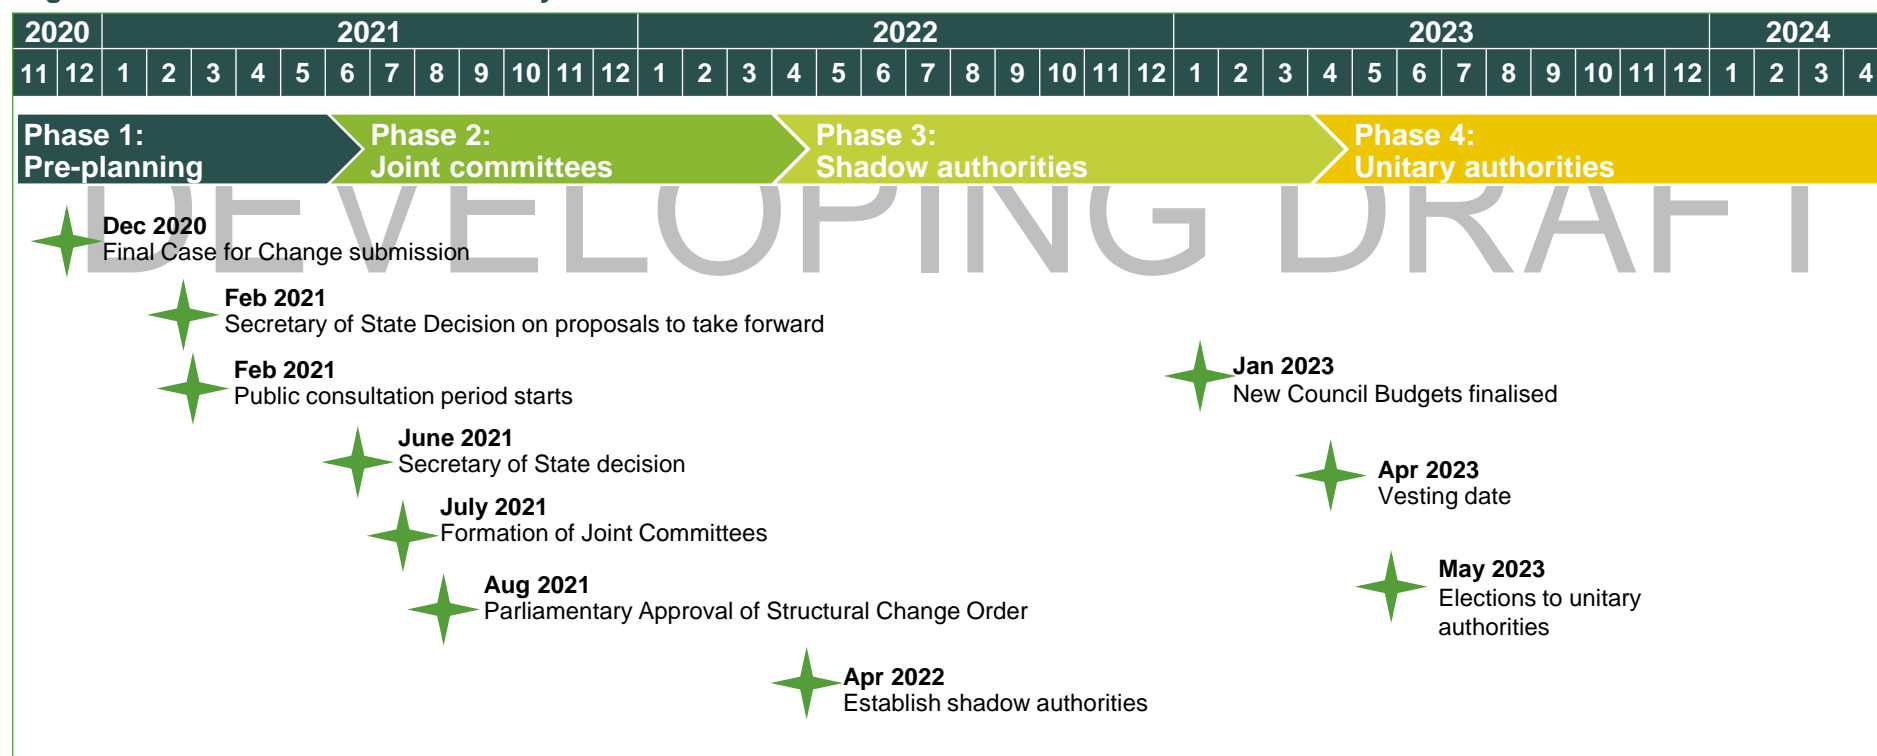 2020 2021 2022 2023 2024
11 12 1 2 3 4 5 6 7 8 9 10 11 12 1 2 3 4 5 6 7 8 9 10 11 12 1 2 3 4 5 6 7 8 9 10 11 12 1 2 3 4
Phase 1:
Pre-planning
Phase 2:
Joint committees
Phase 3:
Shadow authorities
Phase 4:
Unitary authorities
DEVELOPING DRAFT
Dec 2020
Final Case for Change submission
Feb 2021
Secretary of State Decision on proposals to take forward
Feb 2021
Public consultation period starts
June 2021
Secretary of State decision
July 2021
Formation of Joint Committees
Aug 2021
Parliamentary Approval of Structural Change Order
Apr 2022
Establish shadow authorities
Jan 2023
New Council Budgets finalised
Apr 2023
Vesting date
May 2023
Elections to unitary
authorities